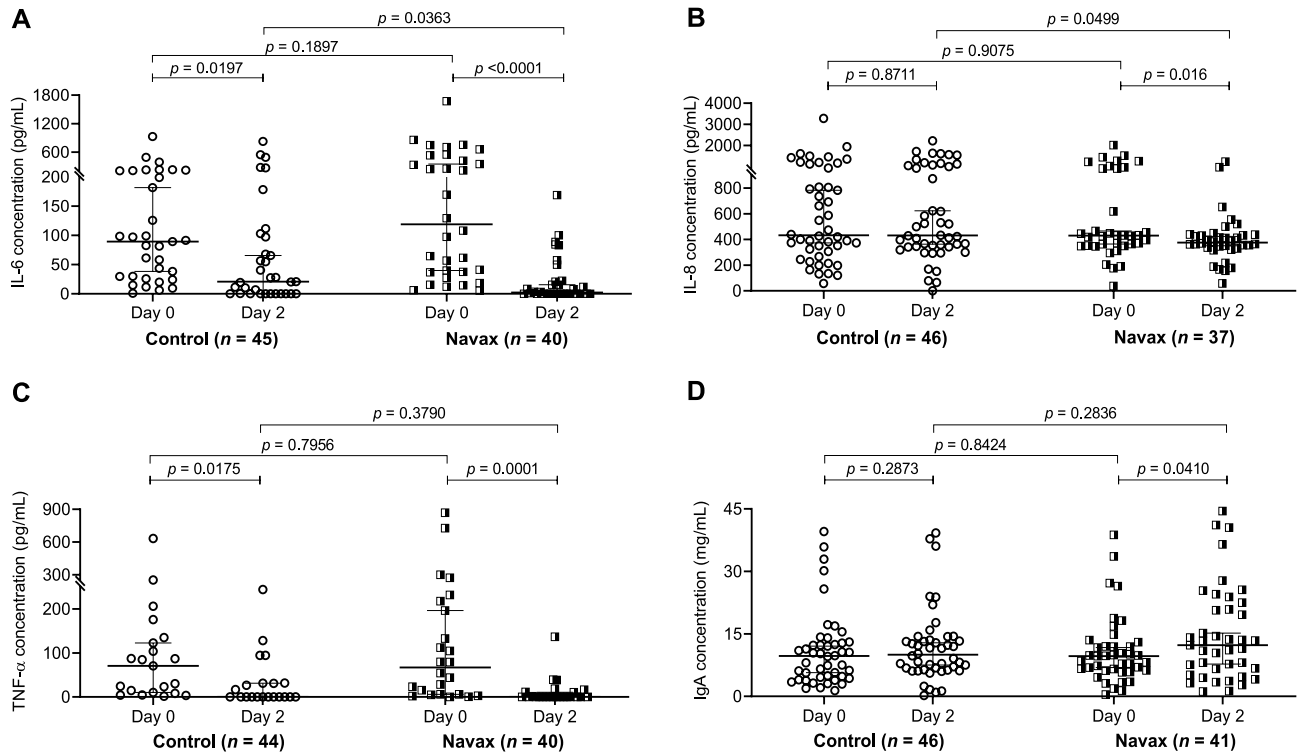 A
p = 0.0363
p = 0.1897
p = 0.0197
p <0.0001
IL-6 concentration (pg/mL)
1800
1200
600
200
150
100
50
0
Day 0
Day 2
Day 0
Day 2
Control (n = 45)
Navax (n = 40)
B
p = 0.0499
p = 0.9075
p = 0.8711
p = 0.016
IL-8 concentration (pg/mL)
4000
3000
2000
800
600
400
200
0
Day 0
Day 2
Day 0
Day 2
Control (n = 46)
Navax (n = 37)
C
p = 0.3790
p = 0.7956
p = 0.0175
p = 0.0001
TNF-α concentration (pg/mL)
900
600
300
200
100
0
Day 0
Day 2
Day 0
Day 2
Control (n = 44)
Navax (n = 40)
D
p = 0.2836
p = 0.8424
p = 0.2873
p = 0.0410
IgA concentration (mg/mL)
45
30
15
0
Day 0
Day 2
Day 0
Day 2
Control (n = 46)
Navax (n = 41)